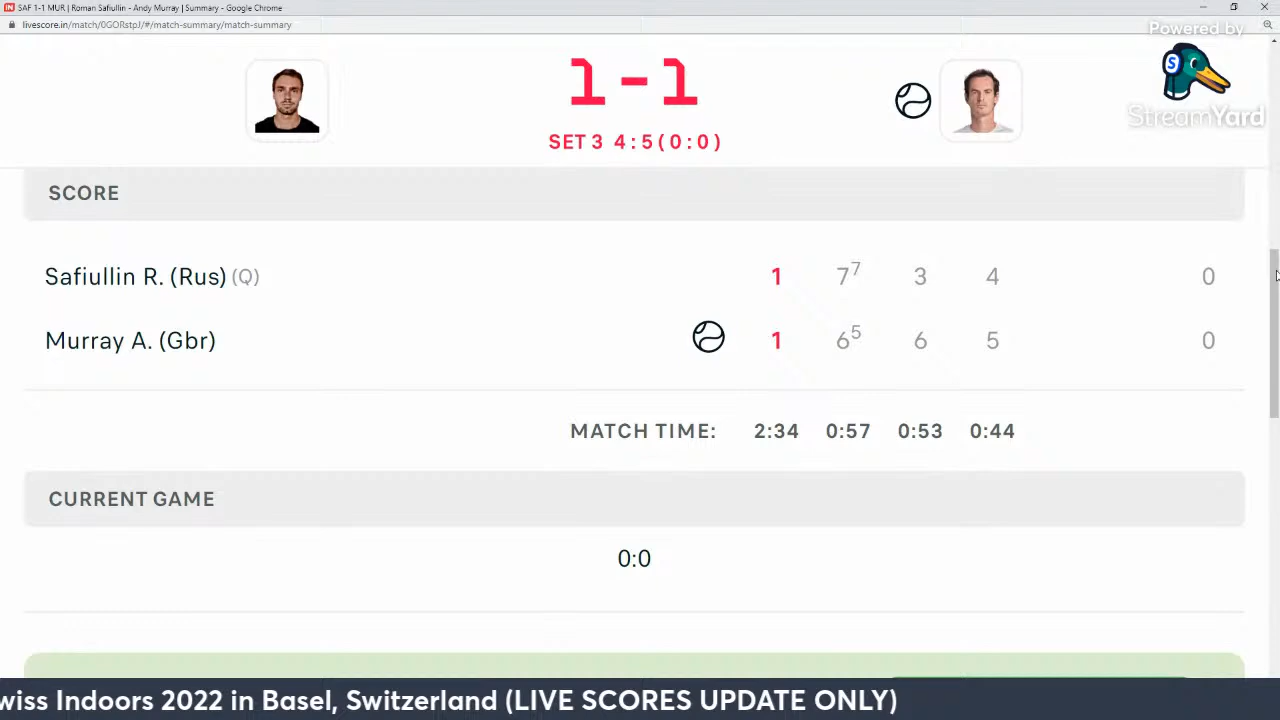 SAF 1-1 MUR | Roman Safiullin - Andy Murray | Summary - Google Chrome
livescore.in/match/0GORstpJ/#/match-summary/match-summary
Powered by
StreamYard
1-1
SET 3 4:5(0:0)
SCORE
Safiullin R. (Rus) (Q) 1 7⁷ 3 4 0
Murray A. (Gbr) 1 6⁵ 6 5 0
MATCH TIME: 2:34 0:57 0:53 0:44
CURRENT GAME
0:0
wiss Indoors 2022 in Basel, Switzerland (LIVE SCORES UPDATE ONLY)